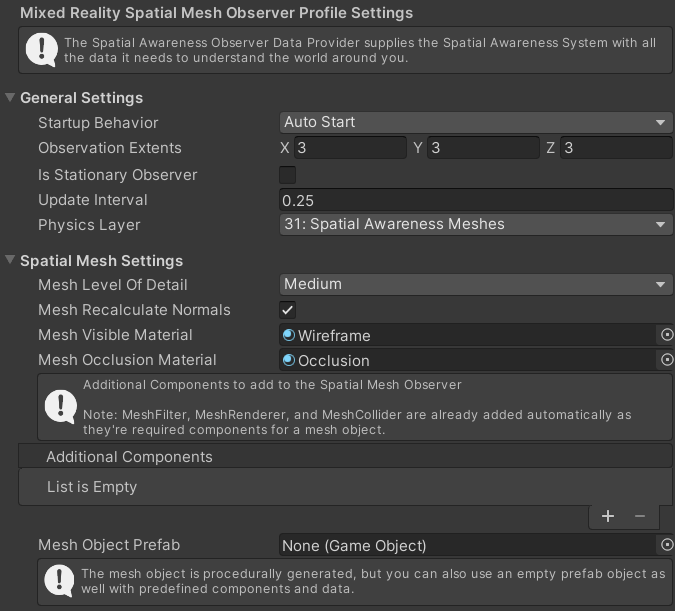 Mixed Reality Spatial Mesh Observer Profile Settings
The Spatial Awareness Observer Data Provider supplies the Spatial Awareness System with all
the data it needs to understand the world around you.
General Settings
Startup Behavior Auto Start
Observation Extents X 3 Y 3 Z 3
Is Stationary Observer
Update Interval 0.25
Physics Layer 31: Spatial Awareness Meshes
Spatial Mesh Settings
Mesh Level Of Detail Medium
Mesh Recalculate Normals
Mesh Visible Material Wireframe
Mesh Occlusion Material Occlusion
Additional Components to add to the Spatial Mesh Observer
Note: MeshFilter, MeshRenderer, and MeshCollider are already added automatically as
they're required components for a mesh object.
Additional Components
List is Empty
+ −
Mesh Object Prefab None (Game Object)
The mesh object is procedurally generated, but you can also use an empty prefab object as
well with predefined components and data.